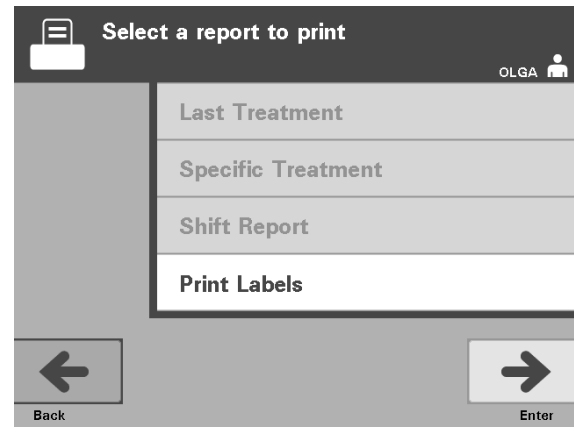 Select a report to print
OLGA
Last Treatment
Specific Treatment
Shift Report
Print Labels
Back
Enter